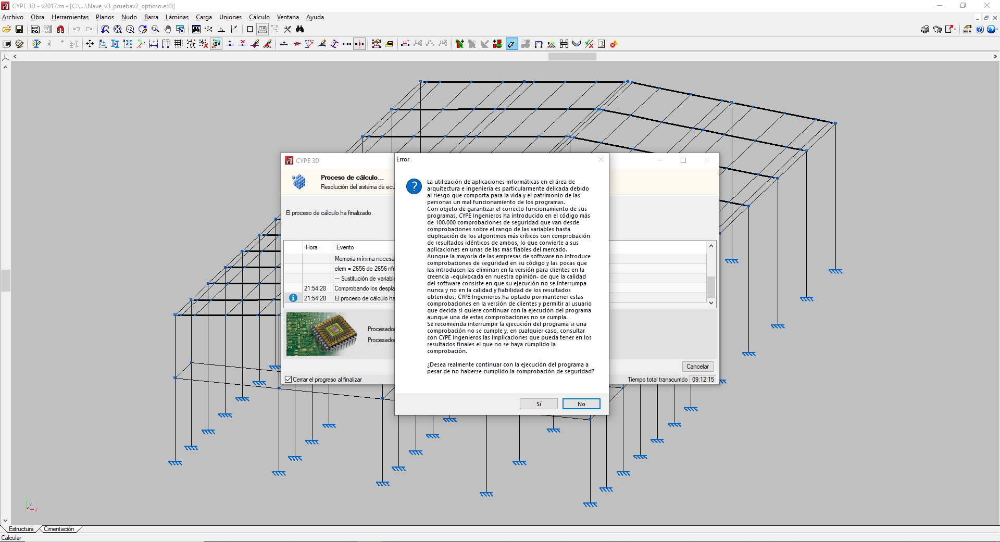 CYPE 3D - v2017.m - [C:\...\Nave_v3_pruebav2_optimo.ed3]
Archivo Obra Herramientas Planos Nudo Barra Láminas Carga Uniones Cálculo Ventana Ayuda
CYPE 3D
Proceso de cálculo...
Resolución del sistema de ecu
El proceso de cálculo ha finalizado.
Hora Evento
Memoria mínima necesa
elem = 2656 de 2656 nfr
--- Sustitución de variable
21:54:28 Comprobando los despla
21:54:28 El proceso de cálculo ha
Procesador
Procesador
Cancelar
Cerrar el progreso al finalizar
Tiempo total transcurrido 09:12:15
Error
La utilización de aplicaciones informáticas en el área de
arquitectura e ingeniería es particularmente delicada debido
al riesgo que comporta para la vida y el patrimonio de las
personas un mal funcionamiento de los programas.
Con objeto de garantizar el correcto funcionamiento de sus
programas, CYPE Ingenieros ha introducido en el código más
de 100.000 comprobaciones de seguridad que van desde
comprobaciones sobre el rango de las variables hasta
duplicación de los algoritmos más críticos con comprobación
de resultados idénticos de ambos, lo que convierte a sus
aplicaciones en unas de las más fiables del mercado.
Aunque la mayoría de las empresas de software no introduce
comprobaciones de seguridad en su código y las pocas que
las introducen las eliminan en la versión para clientes en la
creencia -equivocada en nuestra opinión- de que la calidad
del software consiste en que su ejecución no se interrumpa
nunca y no en la calidad y fiabilidad de los resultados
obtenidos, CYPE Ingenieros ha optado por mantener estas
comprobaciones en la versión de clientes y permitir al usuario
que decida si quiere continuar con la ejecución del programa
aunque una de estas comprobaciones no se cumpla.
Se recomienda interrumpir la ejecución del programa si una
comprobación no se cumple y, en cualquier caso, consultar
con CYPE Ingenieros las implicaciones que pueda tener en los
resultados finales el que no se haya cumplido la
comprobación.
¿Desea realmente continuar con la ejecución del programa a
pesar de no haberse cumplido la comprobación de seguridad?
Sí No
Y
X
Estructura Cimentación
Calcular